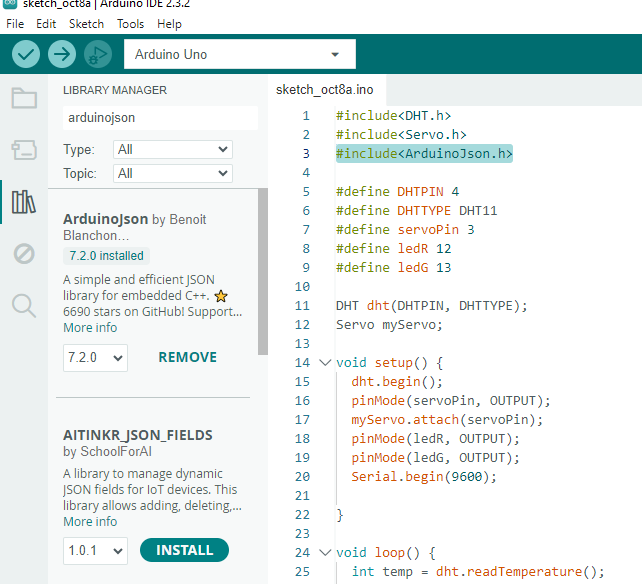 sketch_oct8a | Arduino IDE 2.3.2
File Edit Sketch Tools Help
Arduino Uno
LIBRARY MANAGER
arduinojson
Type: All
Topic: All
ArduinoJson by Benoit
Blanchon...
7.2.0 installed
A simple and efficient JSON
library for embedded C++. ⭐
6690 stars on GitHub! Support...
More info
7.2.0 REMOVE
AITINKR_JSON_FIELDS
by SchoolForAI
A library to manage dynamic
JSON fields for IoT devices. This
library allows adding, deleting,...
More info
1.0.1 INSTALL
sketch_oct8a.ino
1 #include<DHT.h>
2 #include<Servo.h>
3 #include<ArduinoJson.h>
4
5 #define DHTPIN 4
6 #define DHTTYPE DHT11
7 #define servoPin 3
8 #define ledR 12
9 #define ledG 13
10
11 DHT dht(DHTPIN, DHTTYPE);
12 Servo myServo;
13
14 void setup() {
15 dht.begin();
16 pinMode(servoPin, OUTPUT);
17 myServo.attach(servoPin);
18 pinMode(ledR, OUTPUT);
19 pinMode(ledG, OUTPUT);
20 Serial.begin(9600);
21
22 }
23
24 void loop() {
25 int temp = dht.readTemperature();